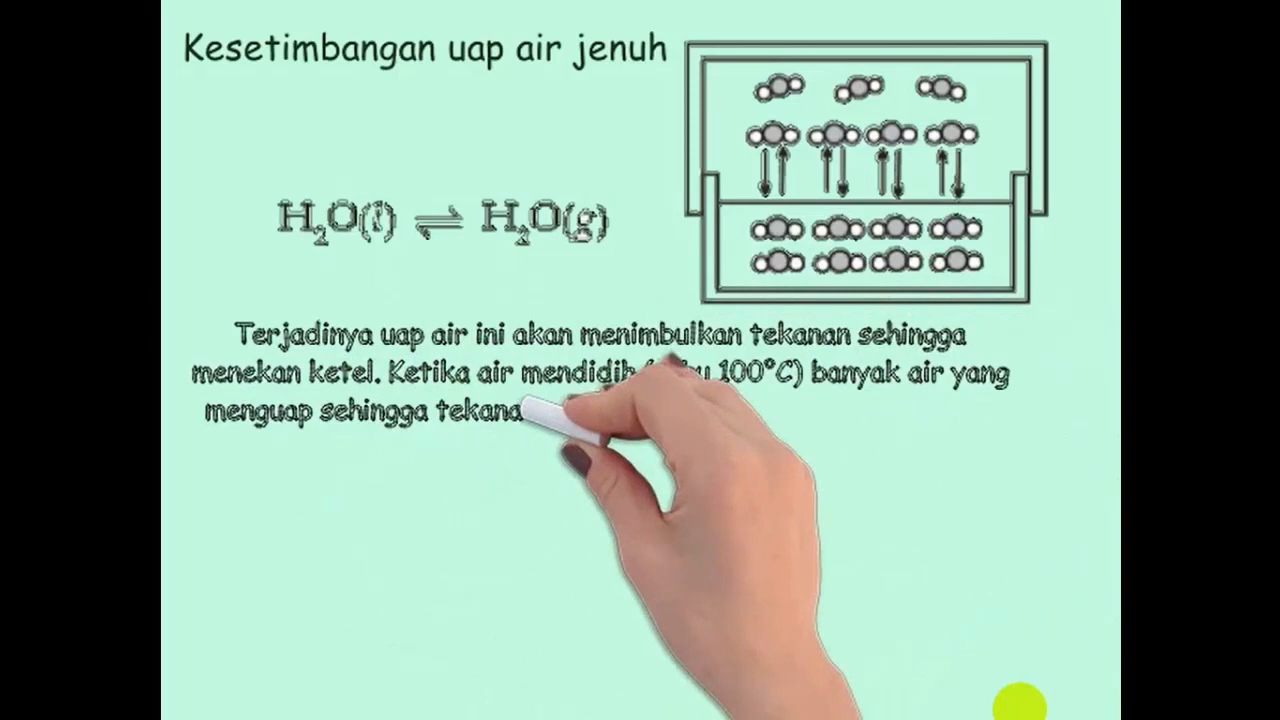 Kesetimbangan uap air jenuh
H₂O(l) ⇌ H₂O(g)
Terjadinya uap air ini akan menimbulkan tekanan sehingga
menekan ketel. Ketika air mendidih 100°C) banyak air yang
menguap sehingga tekana